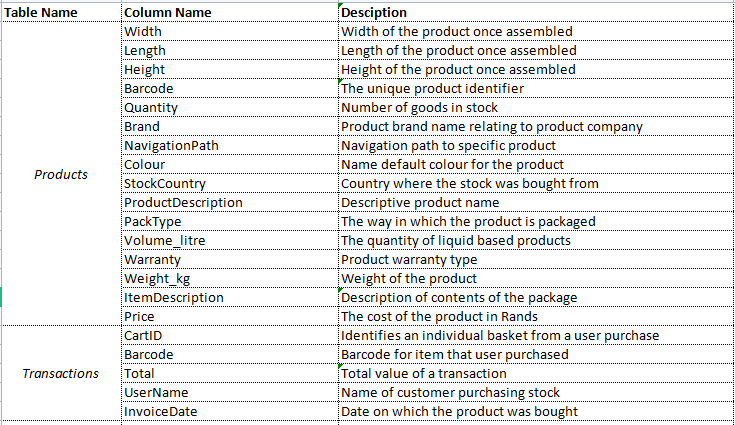 Table Name Column Name Desciption
Width Width of the product once assembled
Length Length of the product once assembled
Height Height of the product once assembled
Barcode The unique product identifier
Quantity Number of goods in stock
Brand Product brand name relating to product company
NavigationPath Navigation path to specific product
Colour Name default colour for the product
Products StockCountry Country where the stock was bought from
ProductDescription Descriptive product name
PackType The way in which the product is packaged
Volume_litre The quantity of liquid based products
Warranty Product warranty type
Weight_kg Weight of the product
ItemDescription Description of contents of the package
Price The cost of the product in Rands
CartID Identifies an individual basket from a user purchase
Barcode Barcode for item that user purchased
Transactions Total Total value of a transaction
UserName Name of customer purchasing stock
InvoiceDate Date on which the product was bought